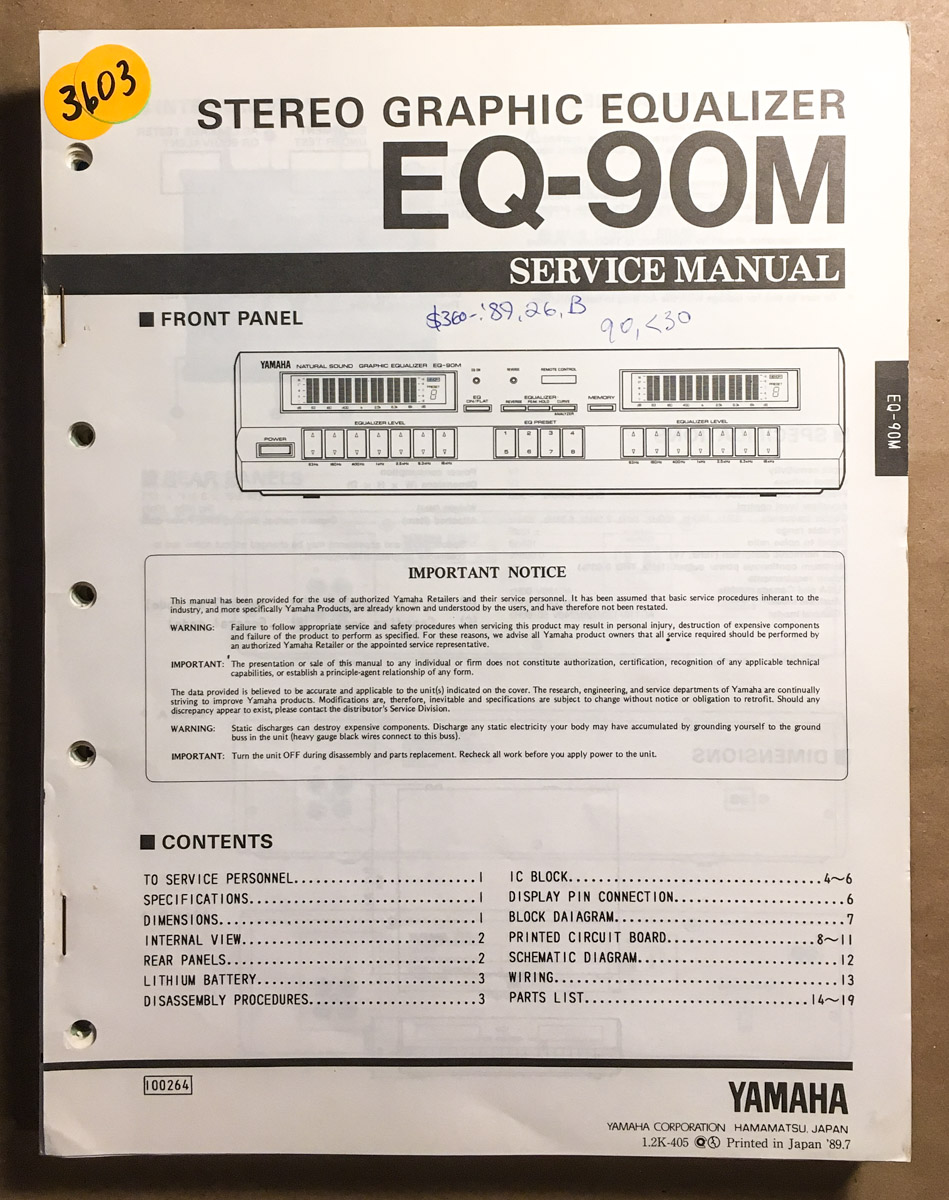 3603
STEREO GRAPHIC EQUALIZER
EQ-90M
SERVICE MANUAL
$360-:'89, 26, B
90, <30
■ FRONT PANEL
EQ-90M
YAMAHA NATURAL SOUND GRAPHIC EQUALIZER EQ-90M
REMOTE CONTROL
EQ ON/FLAT
EQUALIZER
REVERSE PEAK HOLD CURVE
ANALYZER
MEMORY
POWER
EQUALIZER LEVEL
EQ PRESET
EQUALIZER LEVEL
1 2 3 4
5 6 7 8
IMPORTANT NOTICE
This manual has been provided for the use of authorized Yamaha Retailers and their service personnel. It has been assumed that basic service procedures inherant to the
industry, and more specifically Yamaha Products, are already known and understood by the users, and have therefore not been restated.
WARNING: Failure to follow appropriate service and safety procedures when servicing this product may result in personal injury, destruction of expensive components
and failure of the product to perform as specified. For these reasons, we advise all Yamaha product owners that all service required should be performed by
an authorized Yamaha Retailer or the appointed service representative.
IMPORTANT: The presentation or sale of this manual to any individual or firm does not constitute authorization, certification, recognition of any applicable technical
capabilities, or establish a principle-agent relationship of any form.
The data provided is believed to be accurate and applicable to the unit(s) indicated on the cover. The research, engineering, and service departments of Yamaha are continually
striving to improve Yamaha products. Modifications are, therefore, inevitable and specifications are subject to change without notice or obligation to retrofit. Should any
discrepancy appear to exist, please contact the distributor's Service Division.
WARNING: Static discharges can destroy expensive components. Discharge any static electricity your body may have accumulated by grounding yourself to the ground
buss in the unit (heavy gauge black wires connect to this buss).
IMPORTANT: Turn the unit OFF during disassembly and parts replacement. Recheck all work before you apply power to the unit.
■ CONTENTS
TO SERVICE PERSONNEL..........................1
SPECIFICATIONS................................1
DIMENSIONS....................................1
INTERNAL VIEW.................................2
REAR PANELS...................................2
LITHIUM BATTERY...............................3
DISASSEMBLY PROCEDURES........................3
IC BLOCK..................................4~6
DISPLAY PIN CONNECTION........................6
BLOCK DAIAGRAM................................7
PRINTED CIRCUIT BOARD.....................8~11
SCHEMATIC DIAGRAM............................12
WIRING.......................................13
PARTS LIST................................14~19
100264
YAMAHA
YAMAHA CORPORATION HAMAMATSU, JAPAN
1.2K-405 Printed in Japan '89.7